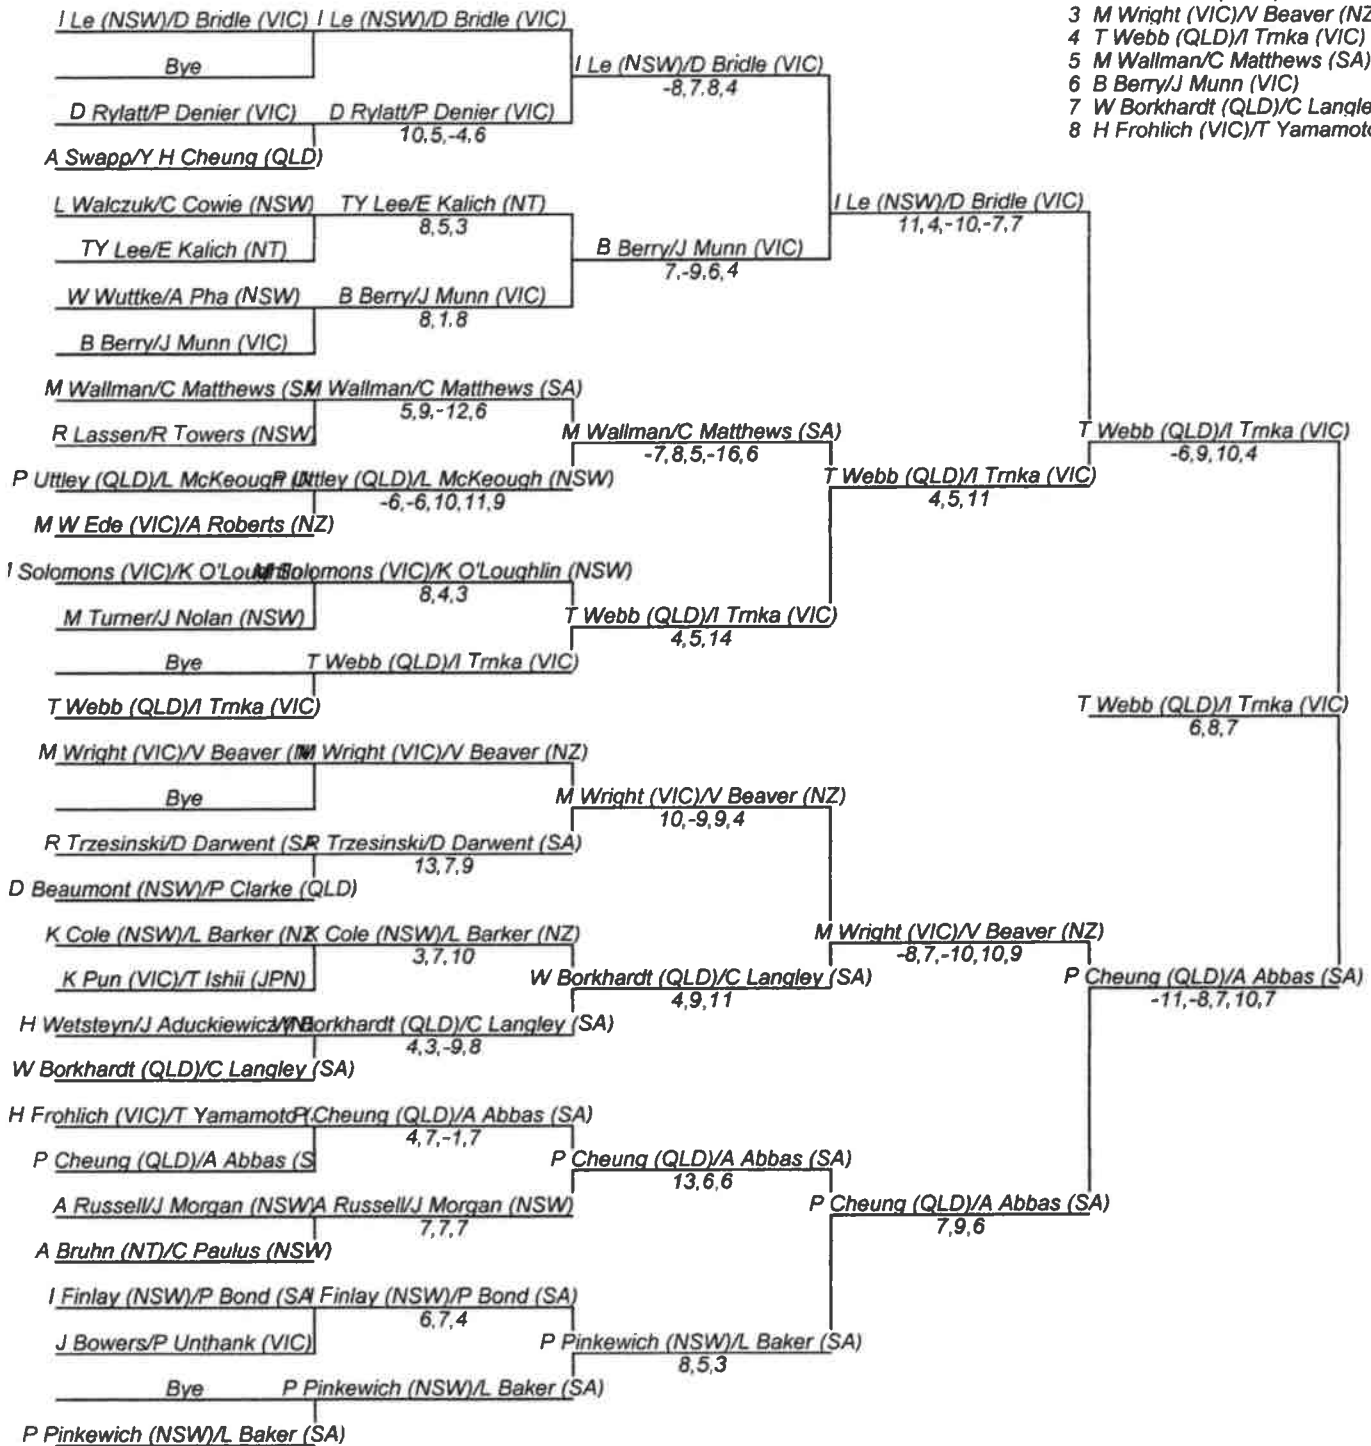 3 M Wright (VIC)/V Beaver (NZ
4 T Webb (QLD)/I Trnka (VIC)
5 M Wallman/C Matthews (SA)
6 B Berry/J Munn (VIC)
7 W Borkhardt (QLD)/C Langle
8 H Frohlich (VIC)/T Yamamoto
I Le (NSW)/D Bridle (VIC) I Le (NSW)/D Bridle (VIC)
Bye
I Le (NSW)/D Bridle (VIC)
-8,7,8,4
D Rylatt/P Denier (VIC) D Rylatt/P Denier (VIC)
10,5,-4,6
A Swapp/Y H Cheung (QLD)
L Walczuk/C Cowie (NSW) TY Lee/E Kalich (NT)
8,5,3
I Le (NSW)/D Bridle (VIC)
11,4,-10,-7,7
TY Lee/E Kalich (NT)
B Berry/J Munn (VIC)
7,-9,6,4
W Wuttke/A Pha (NSW) B Berry/J Munn (VIC)
8,1,8
B Berry/J Munn (VIC)
M Wallman/C Matthews (SA M Wallman/C Matthews (SA)
5,9,-12,6
R Lassen/R Towers (NSW)
M Wallman/C Matthews (SA)
-7,8,5,-16,6
T Webb (QLD)/I Trnka (VIC)
-6,9,10,4
P Uttley (QLD)/L McKeough P Uttley (QLD)/L McKeough (NSW)
-6,-6,10,11,9
T Webb (QLD)/I Trnka (VIC)
4,5,11
M W Ede (VIC)/A Roberts (NZ)
Solomons (VIC)/K O'Lou M Solomons (VIC)/K O'Loughlin (NSW)
8,4,3
M Turner/J Nolan (NSW)
T Webb (QLD)/I Trnka (VIC)
4,5,14
Bye T Webb (QLD)/I Trnka (VIC)
T Webb (QLD)/I Trnka (VIC)
T Webb (QLD)/I Trnka (VIC)
6,8,7
M Wright (VIC)/V Beaver M Wright (VIC)/V Beaver (NZ)
Bye
M Wright (VIC)/V Beaver (NZ)
10,-9,9,4
R Trzesinski/D Darwent (SA R Trzesinski/D Darwent (SA)
13,7,9
D Beaumont (NSW)/P Clarke (QLD)
K Cole (NSW)/L Barker (NZ K Cole (NSW)/L Barker (NZ)
3,7,10
M Wright (VIC)/V Beaver (NZ)
-8,7,-10,10,9
K Pun (VIC)/T Ishii (JPN)
W Borkhardt (QLD)/C Langley (SA)
4,9,11
P Cheung (QLD)/A Abbas (SA)
-11,-8,7,10,7
H Wetsteyn/J Aduckiewicz W Borkhardt (QLD)/C Langley (SA)
4,3,-9,8
W Borkhardt (QLD)/C Langley (SA)
H Frohlich (VIC)/T Yamamoto P Cheung (QLD)/A Abbas (SA)
4,7,-1,7
P Cheung (QLD)/A Abbas (S
P Cheung (QLD)/A Abbas (SA)
13,6,6
A Russell/J Morgan (NSW) A Russell/J Morgan (NSW)
7,7,7
P Cheung (QLD)/A Abbas (SA)
7,9,6
A Bruhn (NT)/C Paulus (NSW)
I Finlay (NSW)/P Bond (SA I Finlay (NSW)/P Bond (SA)
6,7,4
J Bowers/P Unthank (VIC)
P Pinkewich (NSW)/L Baker (SA)
8,5,3
Bye P Pinkewich (NSW)/L Baker (SA)
P Pinkewich (NSW)/L Baker (SA)